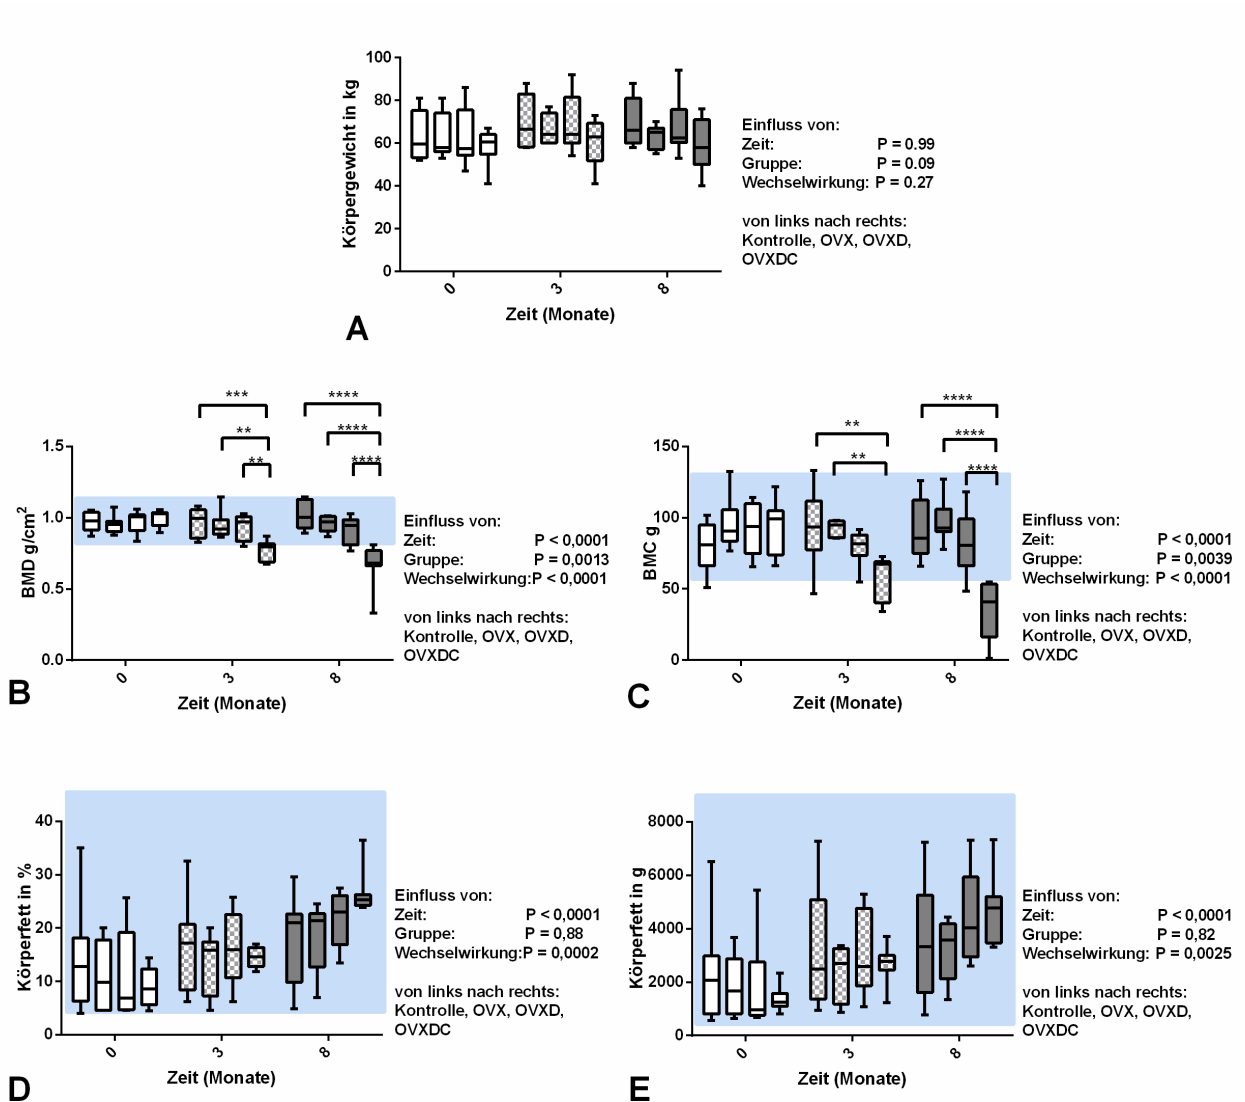 100
80
60
40
20
0
Körpergewicht in kg
0
3
8
Zeit (Monate)
Einfluss von:
Zeit: P = 0.99
Gruppe: P = 0.09
Wechselwirkung: P = 0.27
von links nach rechts:
Kontrolle, OVX, OVXD,
OVXDC
A
***
****
**
****
**
****
1.5
1.0
0.5
0.0
BMD g/cm2
0
3
8
Zeit (Monate)
Einfluss von:
Zeit: P < 0,0001
Gruppe: P = 0,0013
Wechselwirkung:P < 0,0001
von links nach rechts:
Kontrolle, OVX, OVXD,
OVXDC
B
****
**
****
**
****
150
100
50
0
BMC g
0
3
8
Zeit (Monate)
Einfluss von:
Zeit: P < 0,0001
Gruppe: P = 0,0039
Wechselwirkung: P < 0,0001
von links nach rechts:
Kontrolle, OVX, OVXD,
OVXDC
C
40
30
20
10
0
Körperfett in %
0
3
8
Zeit (Monate)
Einfluss von:
Zeit: P < 0,0001
Gruppe: P = 0,88
Wechselwirkung:P = 0,0002
von links nach rechts:
Kontrolle, OVX, OVXD,
OVXDC
D
8000
6000
4000
2000
0
Körperfett in g
0
3
8
Zeit (Monate)
Einfluss von:
Zeit: P < 0,0001
Gruppe: P = 0,82
Wechselwirkung: P = 0,0025
von links nach rechts:
Kontrolle, OVX, OVXD,
OVXDC
E